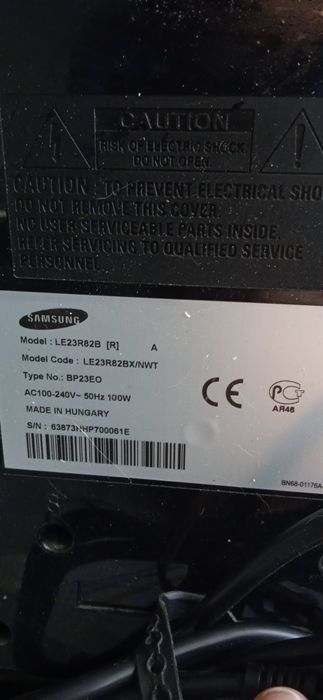 CAUTION
RISK OF ELECTRIC SHOCK
DO NOT OPEN
CAUTION : TO PREVENT ELECTRICAL SHO
DO NOT REMOVE THIS COVER.
NO USER SERVICEABLE PARTS INSIDE.
REFER SERVICING TO QUALIFIED SERVICE
PERSONNEL.
SAMSUNG
Model : LE23R82B [R] A
Model Code : LE23R82BX/NWT
Type No.: BP23EO
AC100-240V~ 50Hz 100W
MADE IN HUNGARY
S/N : 63873HHP700061E
CE
PG
AR46
BN68-01176A